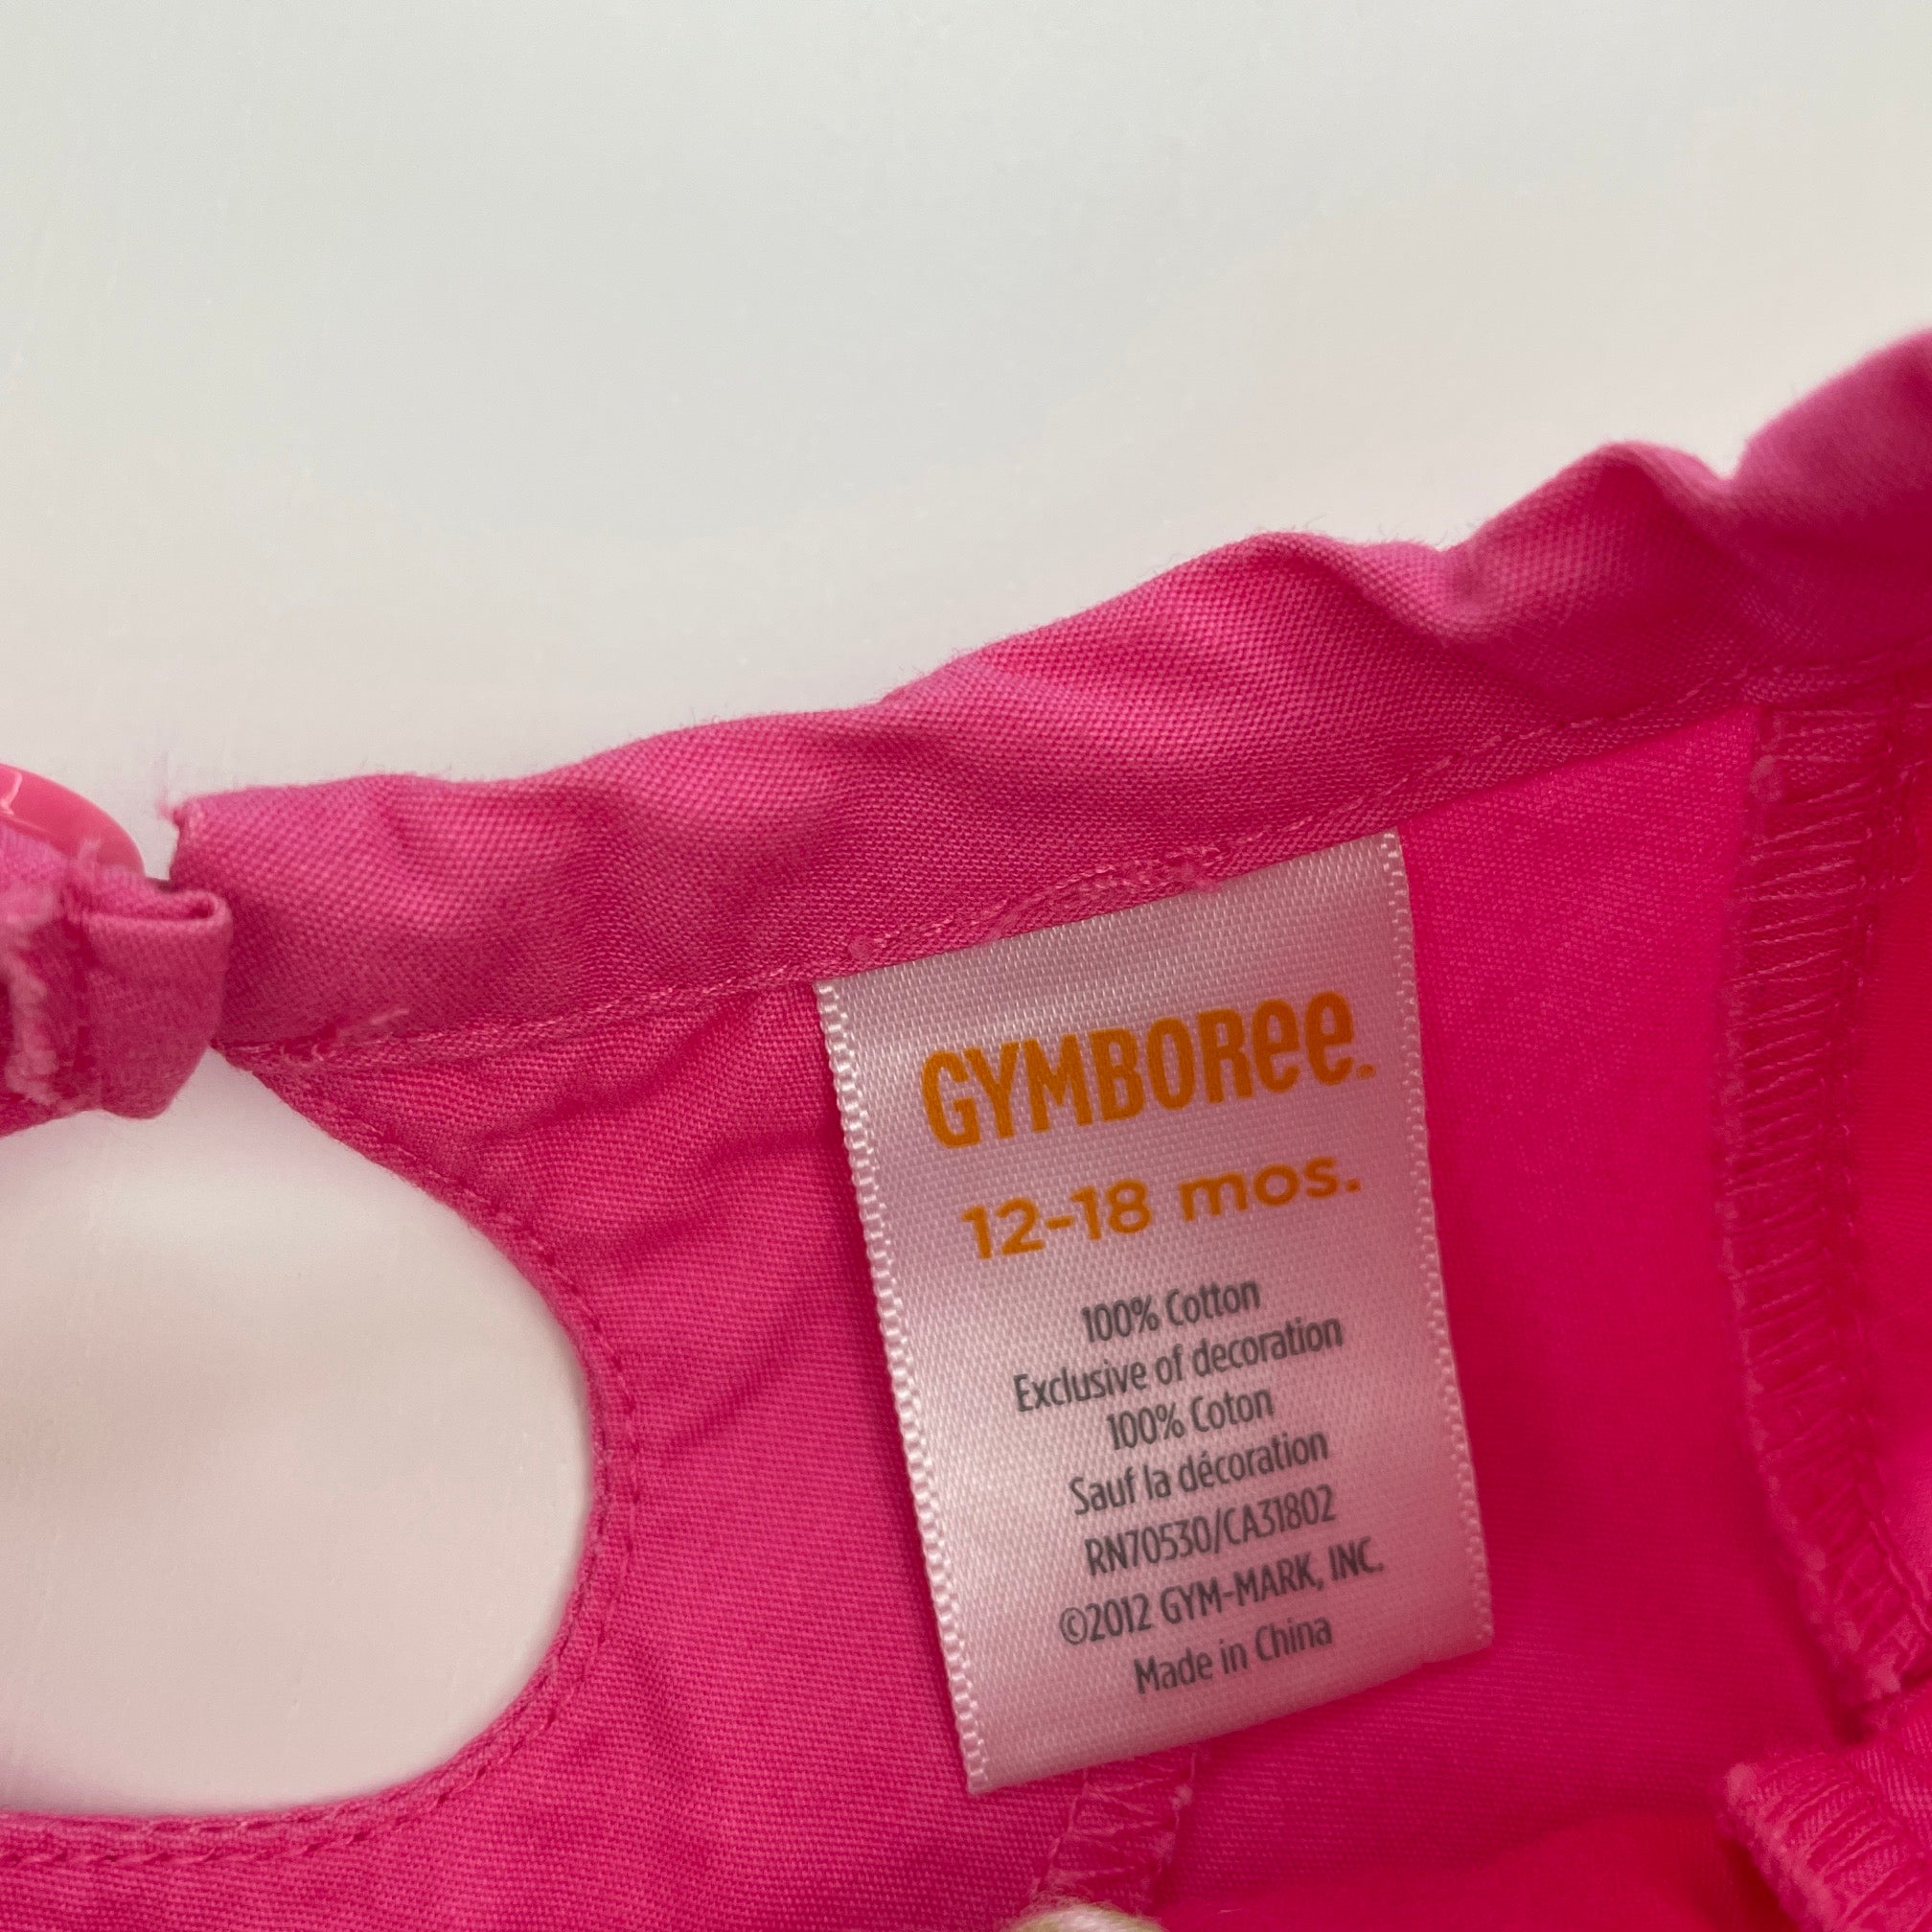 GYMBOREE.
12-18 mos.
100% Cotton
Exclusive of decoration
100% Coton
Sauf la décoration
RN70530/CA31802
©2012 GYM-MARK, INC.
Made in China